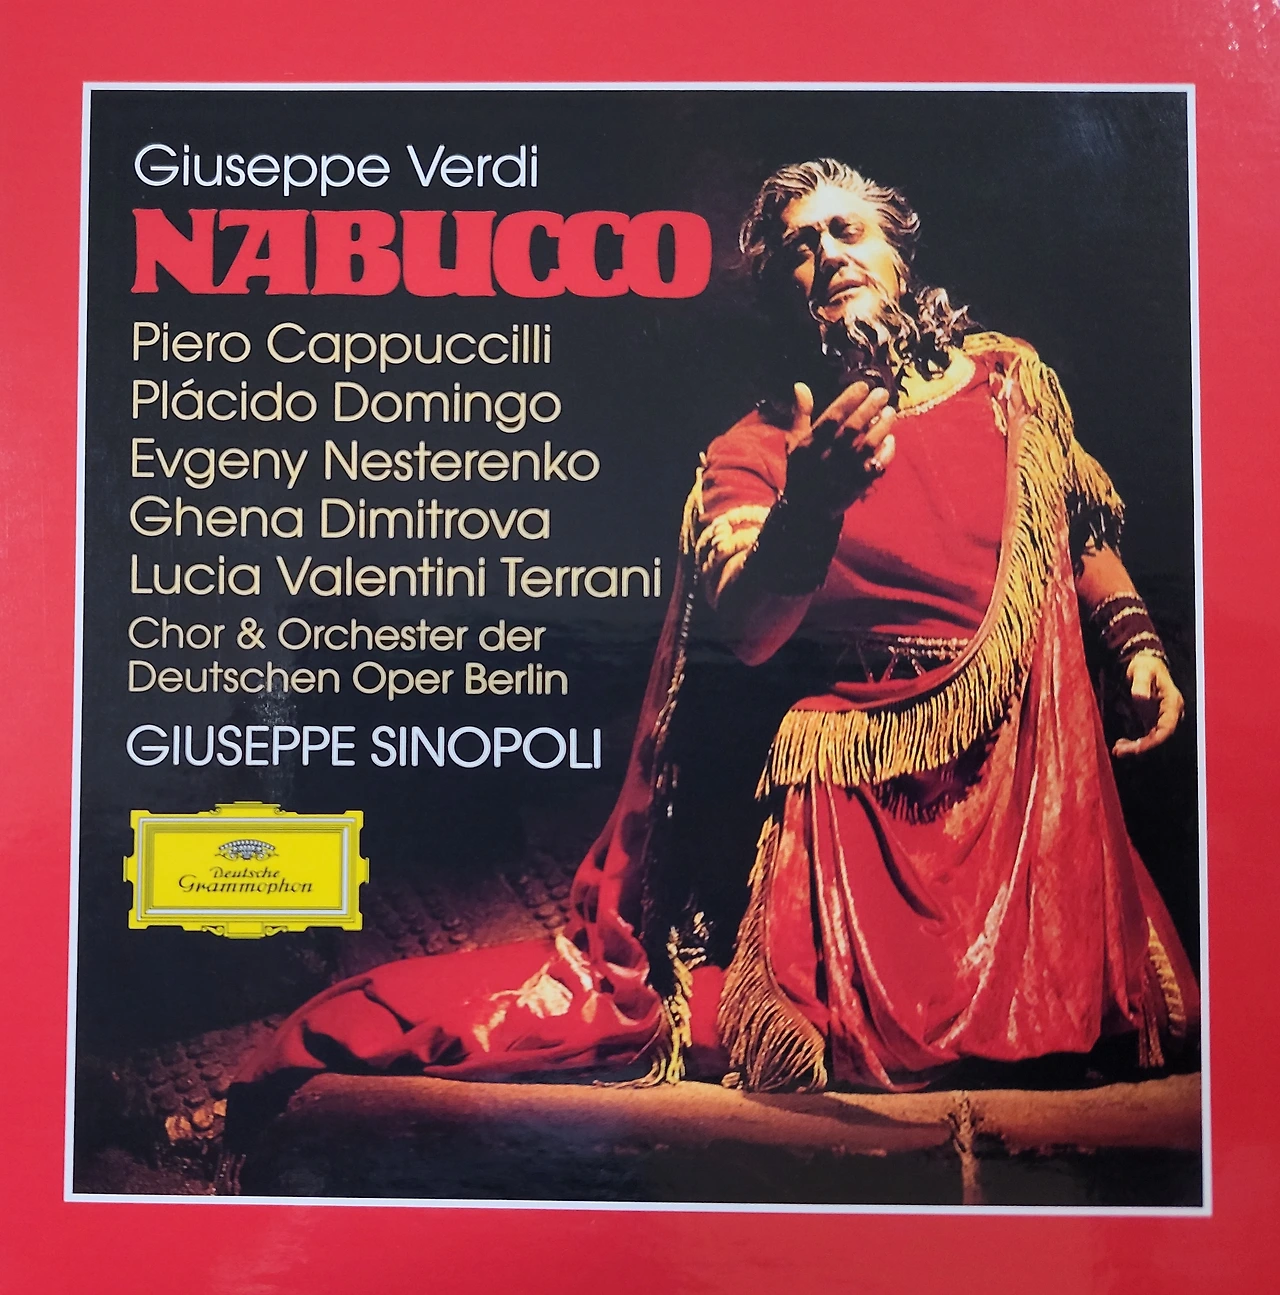 Giuseppe Verdi
NABUCCO
Piero Cappuccilli
Plácido Domingo
Evgeny Nesterenko
Ghena Dimitrova
Lucia Valentini Terrani
Chor & Orchester der
Deutschen Oper Berlin
GIUSEPPE SINOPOLI
Deutsche
Grammophon